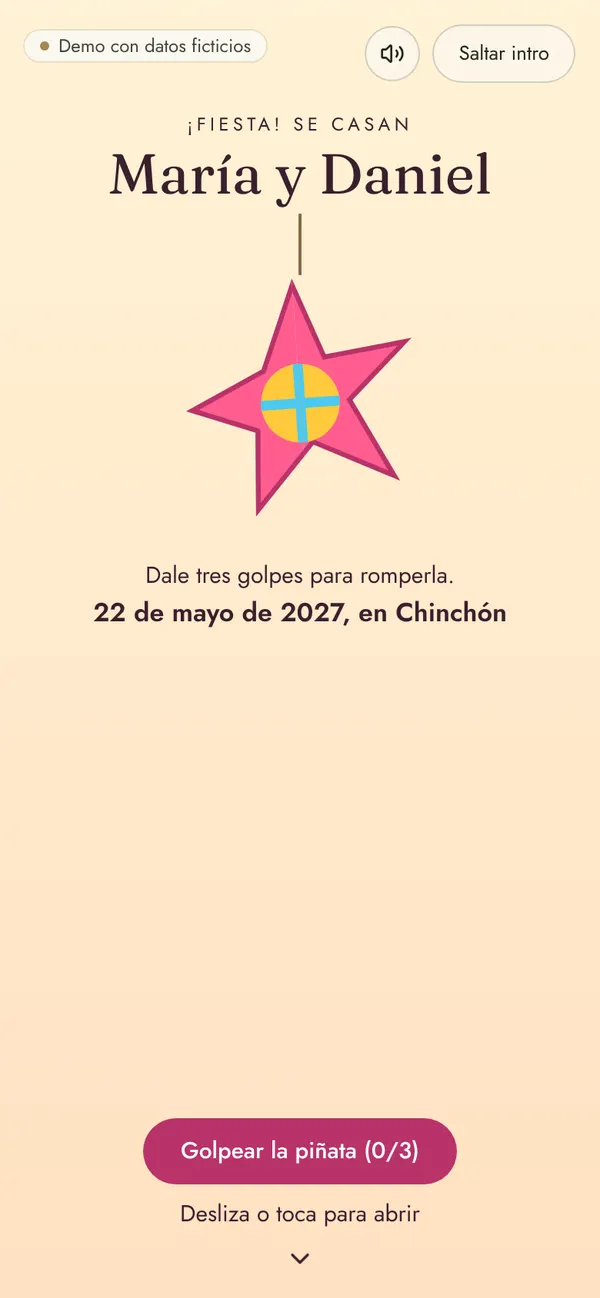 Demo con datos ficticios
Saltar intro
¡FIESTA! SE CASAN
María y Daniel
Dale tres golpes para romperla.
22 de mayo de 2027, en Chinchón
Golpear la piñata (0/3)
Desliza o toca para abrir